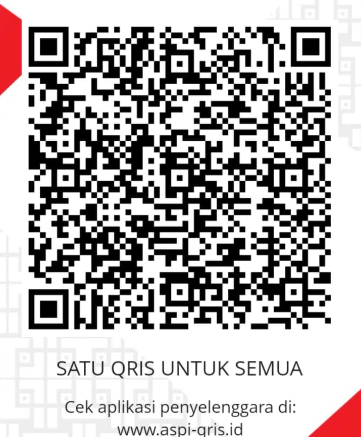 SATU QRIS UNTUK SEMUA
Cek aplikasi penyelenggara di:
www.aspi-qris.id